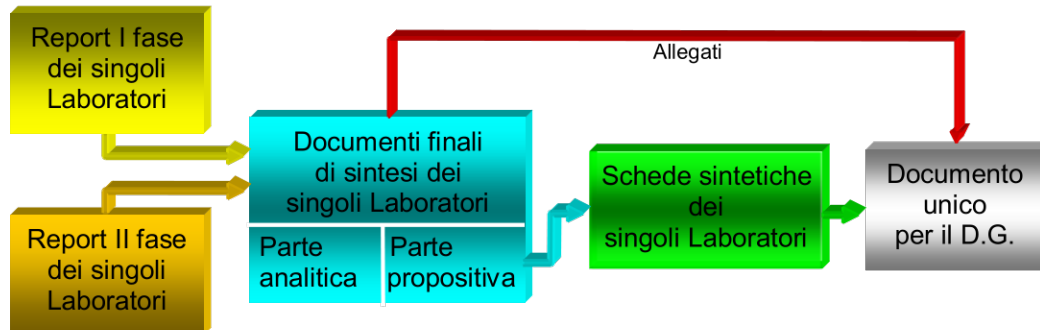 Report I fase
dei singoli
Laboratori
Allegati
Documenti finali
di sintesi dei
singoli Laboratori
Parte
analitica
Parte
propositiva
Schede sintetiche
dei
singoli Laboratori
Documento
unico
per il D.G.
Report II fase
dei singoli
Laboratori